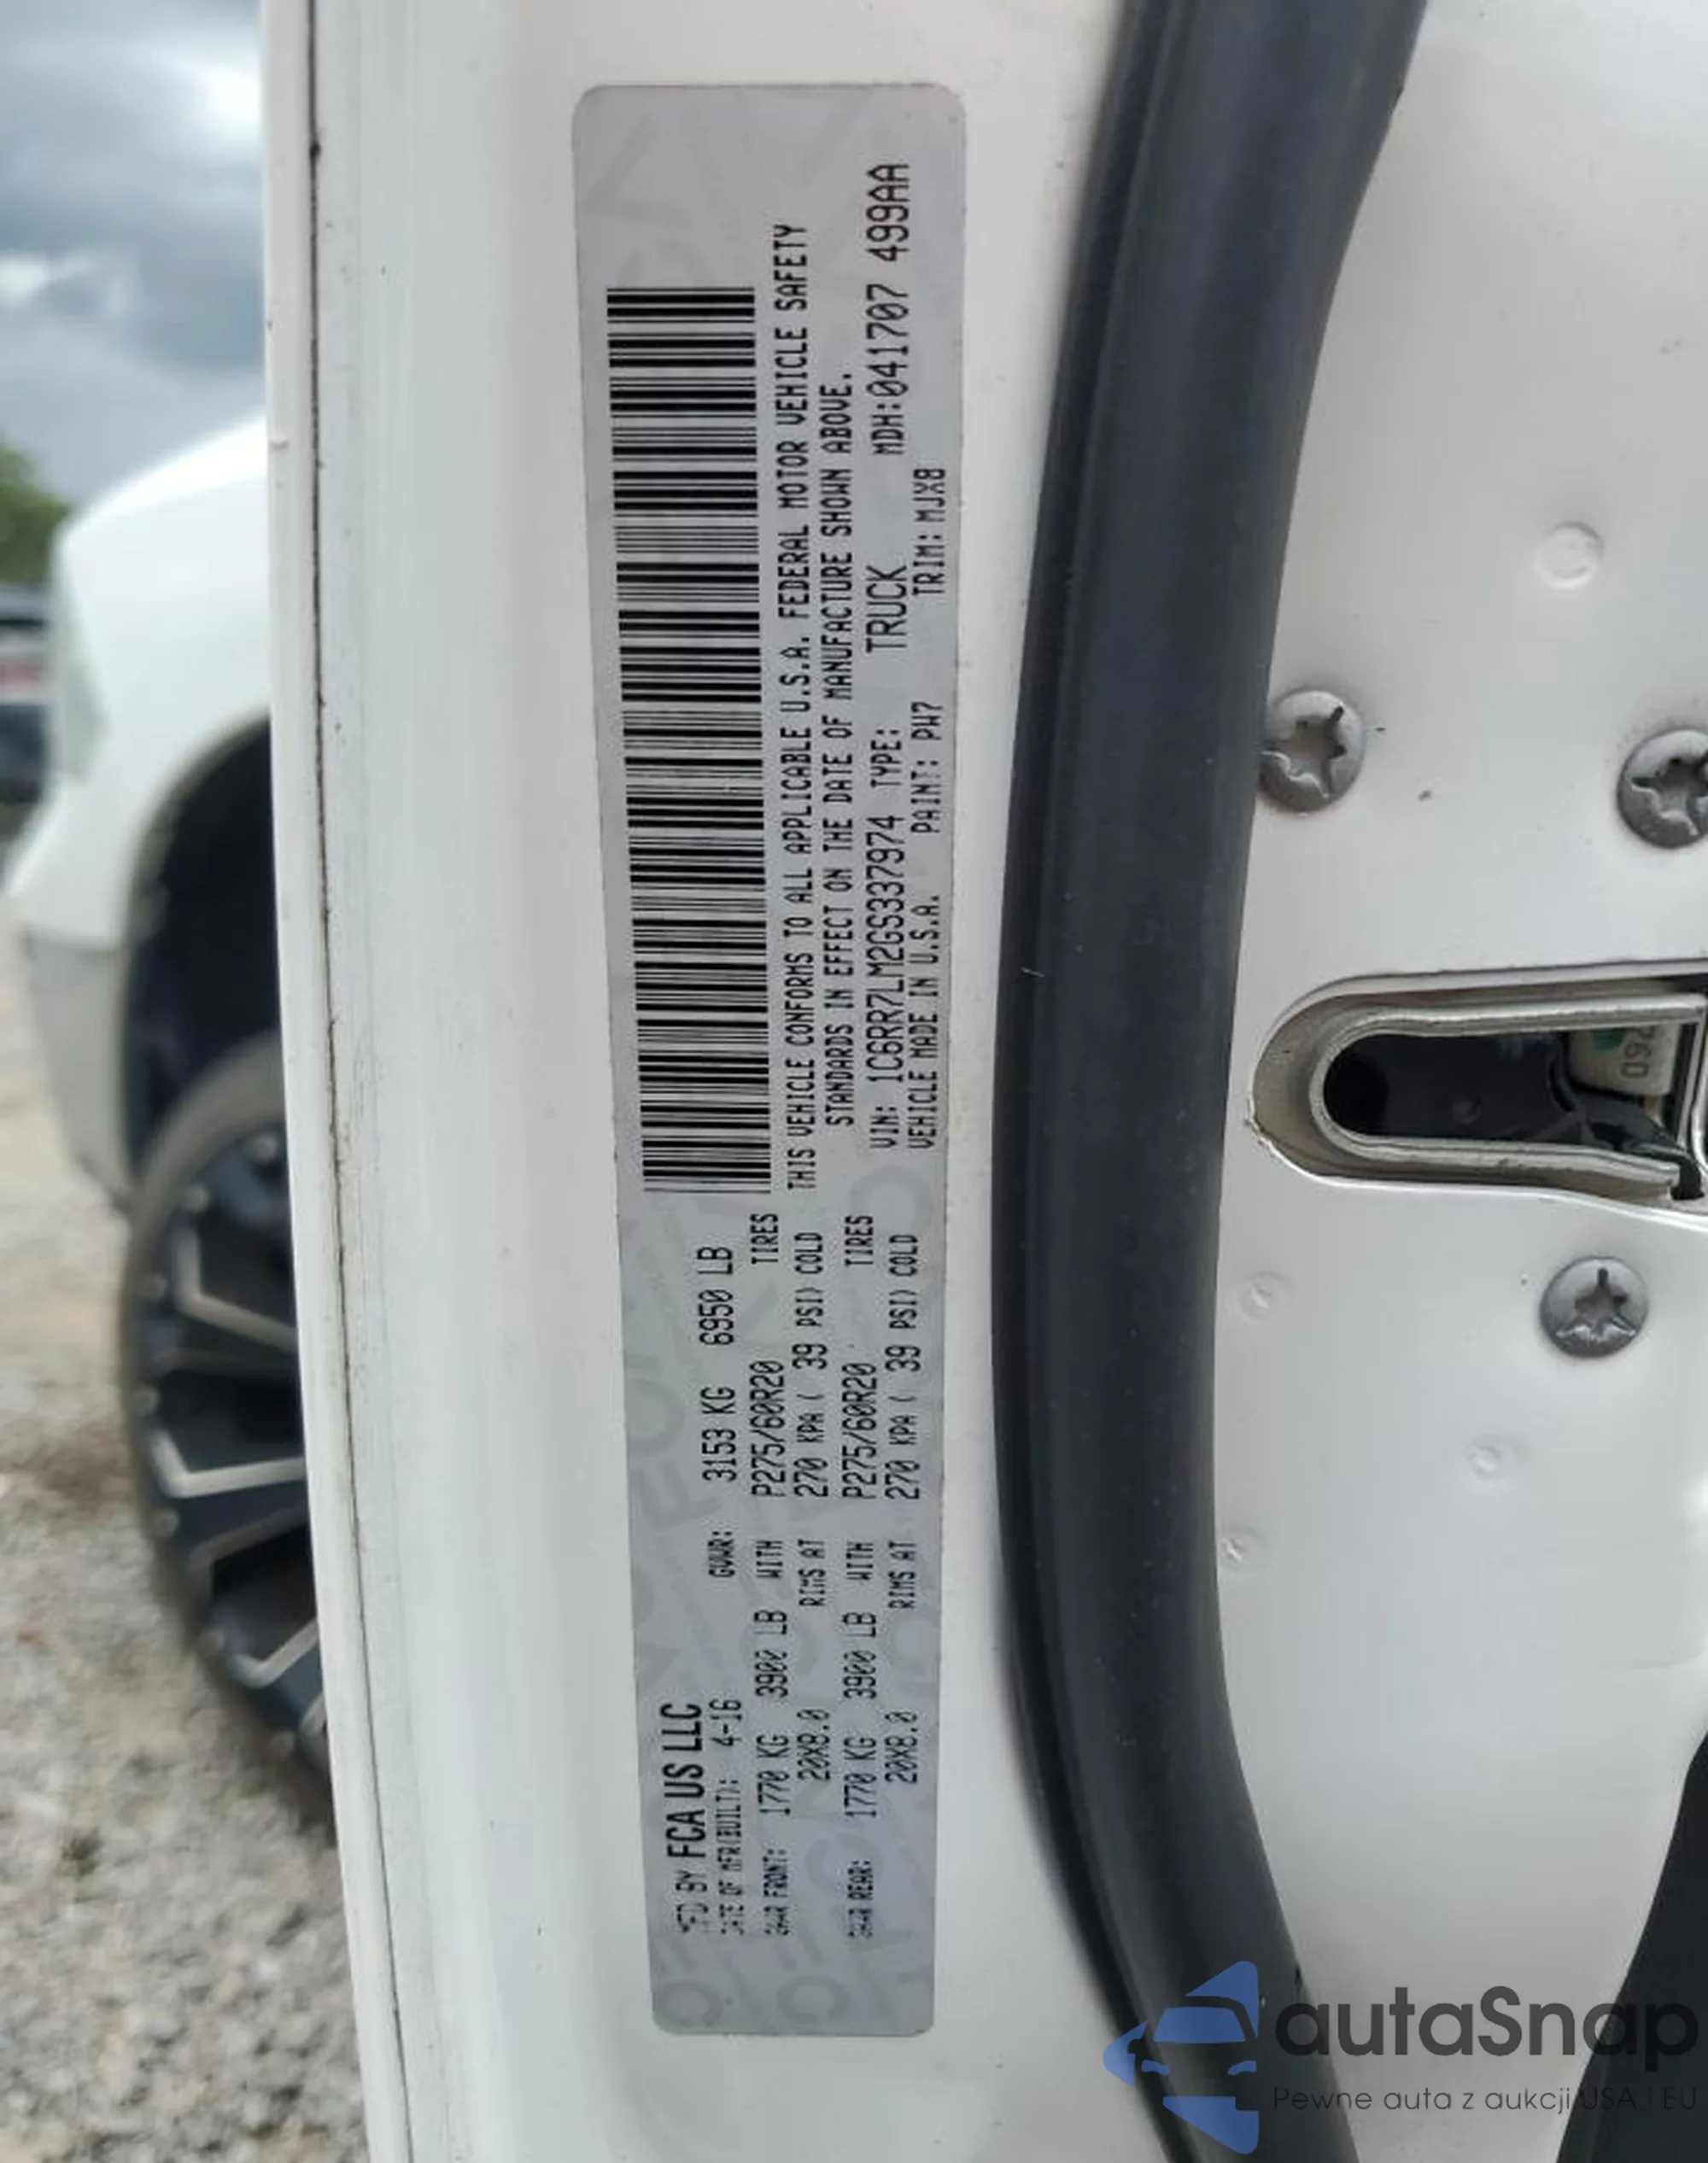 MFD BY FCA US LLC
DATE OF MFR(BUILT): 4-16 GVWR: 3153 KG 6950 LB
GAWR FRONT: 1770 KG 3900 LB WITH P275/60R20 TIRES
20X8.0 RIMS AT 270 KPA ( 39 PSI) COLD
GAWR REAR: 1770 KG 3900 LB WITH P275/60R20 TIRES
20X8.0 RIMS AT 270 KPA ( 39 PSI) COLD
THIS VEHICLE CONFORMS TO ALL APPLICABLE U.S.A. FEDERAL MOTOR VEHICLE SAFETY
STANDARDS IN EFFECT ON THE DATE OF MANUFACTURE SHOWN ABOVE.
VIN: 1C6RR7LM2GS337974 TYPE: TRUCK MDH:041707 499AA
VEHICLE MADE IN U.S.A. PAINT: PW7 TRIM: MJX8
autaSnap
Pewne auta z aukcji USA i EU